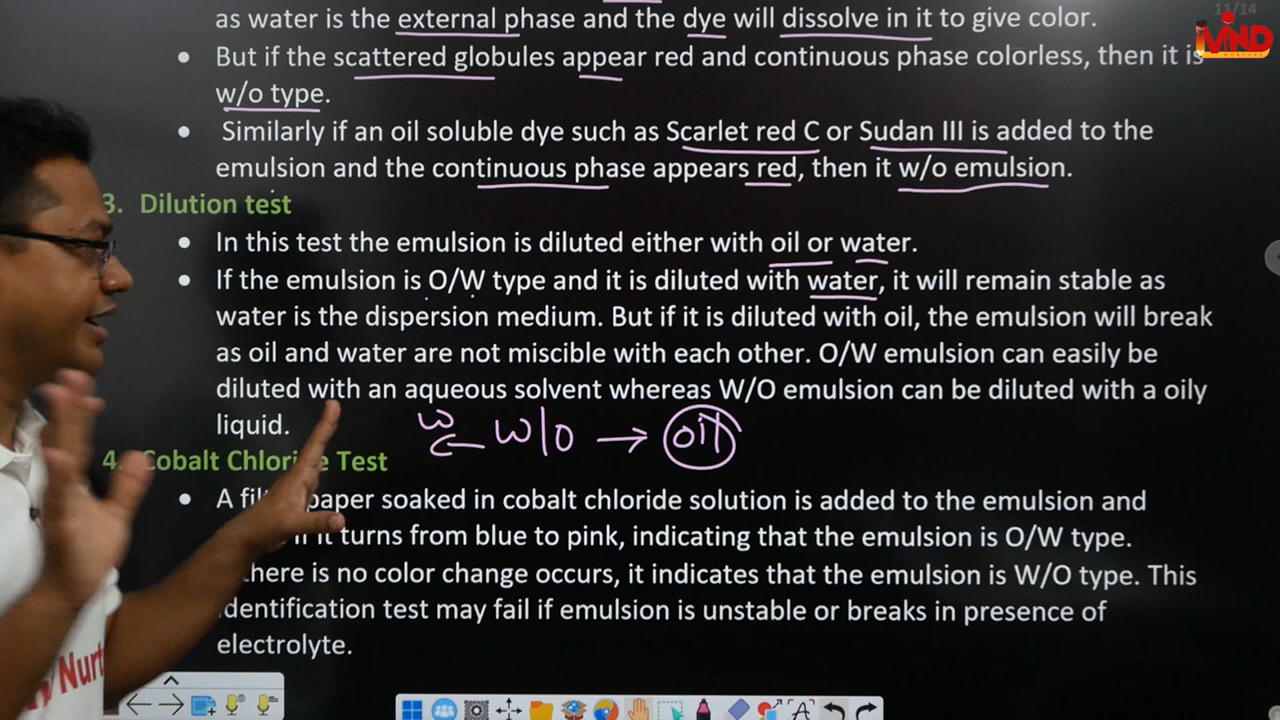 11/14
MND
NURTURE
as water is the external phase and the dye will dissolve in it to give color.
• But if the scattered globules appear red and continuous phase colorless, then it is
w/o type.
• Similarly if an oil soluble dye such as Scarlet red C or Sudan III is added to the
emulsion and the continuous phase appears red, then it w/o emulsion.
3. Dilution test
• In this test the emulsion is diluted either with oil or water.
• If the emulsion is O/W type and it is diluted with water, it will remain stable as
water is the dispersion medium. But if it is diluted with oil, the emulsion will break
as oil and water are not miscible with each other. O/W emulsion can easily be
diluted with an aqueous solvent whereas W/O emulsion can be diluted with a oily
liquid.
w ← w/o → oil
4. Cobalt Chloride Test
• A paper soaked in cobalt chloride solution is added to the emulsion and
if it turns from blue to pink, indicating that the emulsion is O/W type.
there is no color change occurs, it indicates that the emulsion is W/O type. This
identification test may fail if emulsion is unstable or breaks in presence of
electrolyte.
Nurt